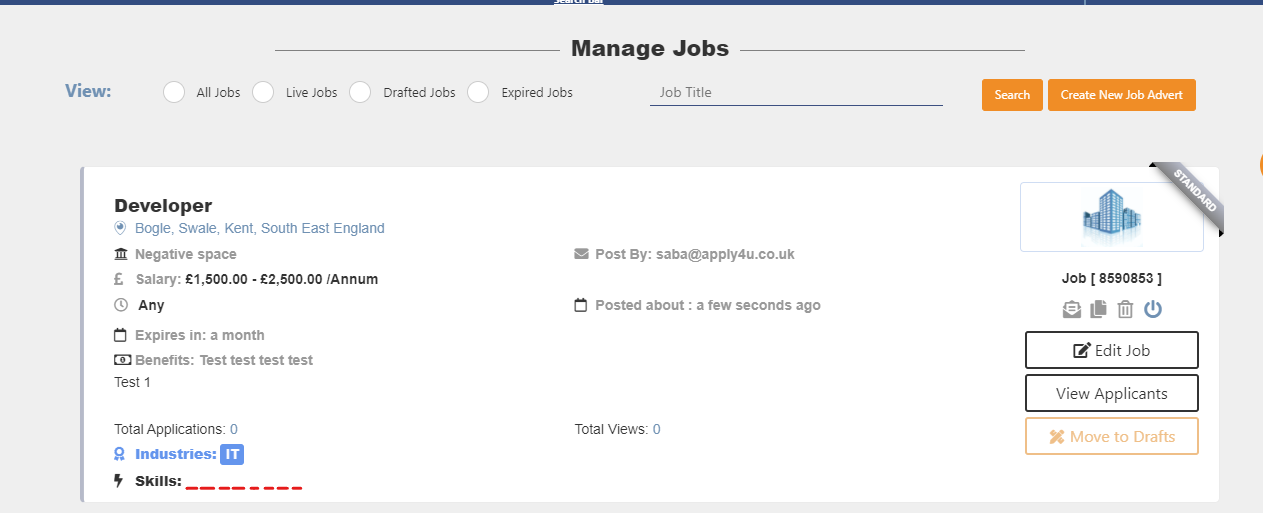 Search bar
Manage Jobs
View: All Jobs Live Jobs Drafted Jobs Expired Jobs Job Title Search Create New Job Advert
STANDARD
Developer
Bogle, Swale, Kent, South East England
Negative space Post By: saba@apply4u.co.uk
£ Salary: £1,500.00 - £2,500.00 /Annum Job [ 8590853 ]
Any Posted about : a few seconds ago
Expires in: a month Edit Job
Benefits: Test test test test
Test 1 View Applicants
Total Applications: 0 Total Views: 0 Move to Drafts
Industries: IT
Skills: